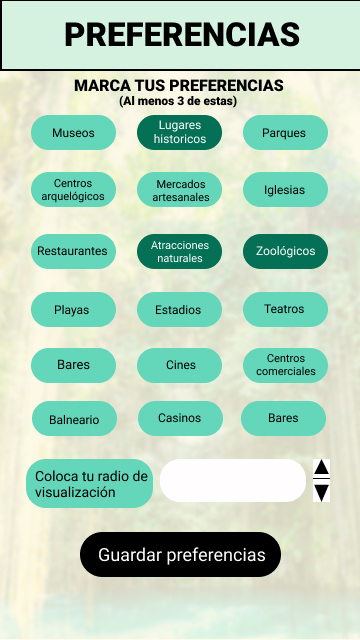 PREFERENCIAS
MARCA TUS PREFERENCIAS
(Al menos 3 de estas)
Museos
Lugares
historicos
Parques
Centros
arquelógicos
Mercados
artesanales
Iglesias
Restaurantes
Atracciones
naturales
Zoológicos
Playas
Estadios
Teatros
Bares
Cines
Centros
comerciales
Balneario
Casinos
Bares
Coloca tu radio de
visualización
Guardar preferencias